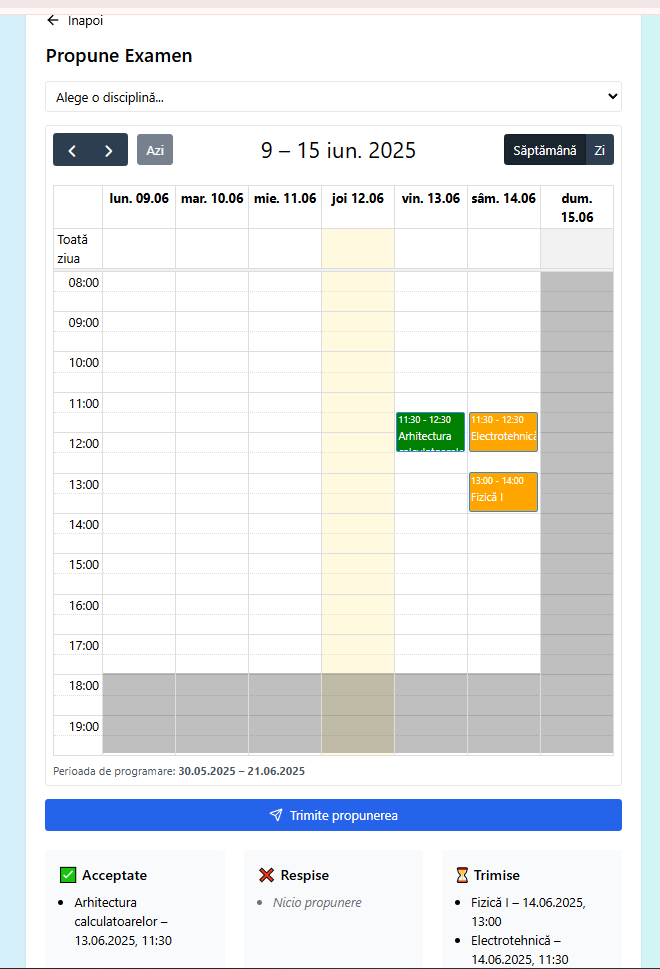 Inapoi
Propune Examen
Alege o disciplină...
Azi
9 – 15 iun. 2025
Săptămână Zi
lun. 09.06 mar. 10.06 mie. 11.06 joi 12.06 vin. 13.06 sâm. 14.06 dum.
15.06
Toată
ziua
08:00
09:00
10:00
11:00
11:30 - 12:30 11:30 - 12:30
Arhitectura Electrotehnică
12:00
13:00
13:00 - 14:00
Fizică I
14:00
15:00
16:00
17:00
18:00
19:00
Perioada de programare: 30.05.2025 – 21.06.2025
Trimite propunerea
Acceptate
Arhitectura
calculatoarelor –
13.06.2025, 11:30
Respise
Nicio propunere
Trimise
Fizică I – 14.06.2025,
13:00
Electrotehnică –
14.06.2025, 11:30